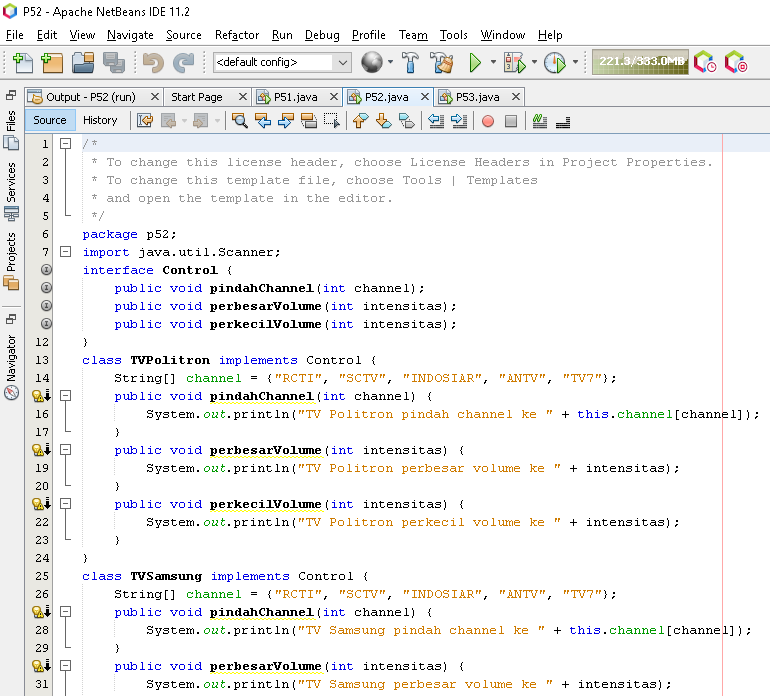 P52 - Apache NetBeans IDE 11.2
File Edit View Navigate Source Refactor Run Debug Profile Team Tools Window Help
<default config> 221.3/333.0MB
Output - P52 (run) Start Page P51.java P52.java P53.java
Source History
Files
Services
Projects
Navigator
1 /*
2 * To change this license header, choose License Headers in Project Properties.
3 * To change this template file, choose Tools | Templates
4 * and open the template in the editor.
5 */
6 package p52;
7 import java.util.Scanner;
interface Control {
public void pindahChannel(int channel);
public void perbesarVolume(int intensitas);
public void perkecilVolume(int intensitas);
12 }
13 class TVPolitron implements Control {
14 String[] channel = {"RCTI", "SCTV", "INDOSIAR", "ANTV", "TV7"};
public void pindahChannel(int channel) {
16 System.out.println("TV Politron pindah channel ke " + this.channel[channel]);
17 }
public void perbesarVolume(int intensitas) {
19 System.out.println("TV Politron perbesar volume ke " + intensitas);
20 }
public void perkecilVolume(int intensitas) {
22 System.out.println("TV Politron perkecil volume ke " + intensitas);
23 }
24 }
25 class TVSamsung implements Control {
26 String[] channel = {"RCTI", "SCTV", "INDOSIAR", "ANTV", "TV7"};
public void pindahChannel(int channel) {
28 System.out.println("TV Samsung pindah channel ke " + this.channel[channel]);
29 }
public void perbesarVolume(int intensitas) {
31 System.out.println("TV Samsung perbesar volume ke " + intensitas);